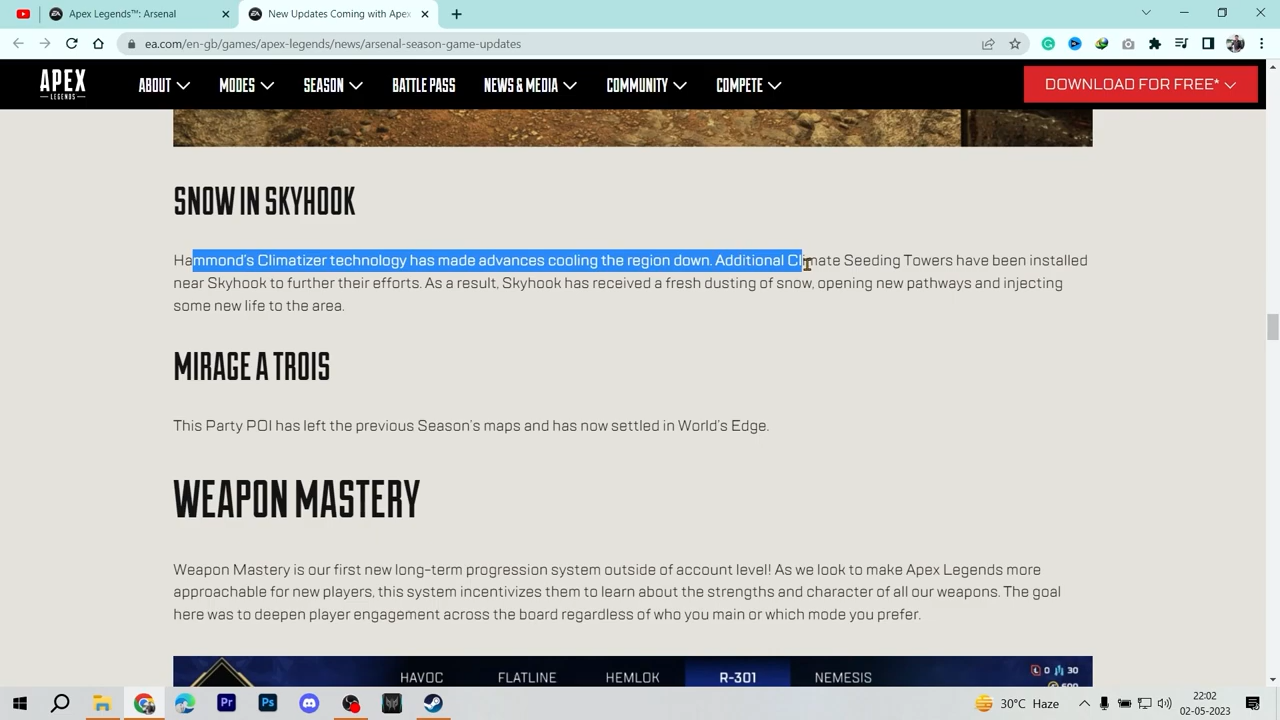 Apex Legends™: Arsenal
New Updates Coming with Apex
ea.com/en-gb/games/apex-legends/news/arsenal-season-game-updates
APEX
LEGENDS
ABOUT
MODES
SEASON
BATTLE PASS
NEWS & MEDIA
COMMUNITY
COMPETE
DOWNLOAD FOR FREE*
SNOW IN SKYHOOK
Hammond's Climatizer technology has made advances cooling the region down. Additional Climate Seeding Towers have been installed
near Skyhook to further their efforts. As a result, Skyhook has received a fresh dusting of snow, opening new pathways and injecting
some new life to the area.
MIRAGE A TROIS
This Party POI has left the previous Season's maps and has now settled in World's Edge.
WEAPON MASTERY
Weapon Mastery is our first new long-term progression system outside of account level! As we look to make Apex Legends more
approachable for new players, this system incentivizes them to learn about the strengths and character of all our weapons. The goal
here was to deepen player engagement across the board regardless of who you main or which mode you prefer.
HAVOC
FLATLINE
HEMLOK
R-301
NEMESIS
0
30
600
Pr
Ps
30°C Haze
22:02
02-05-2023